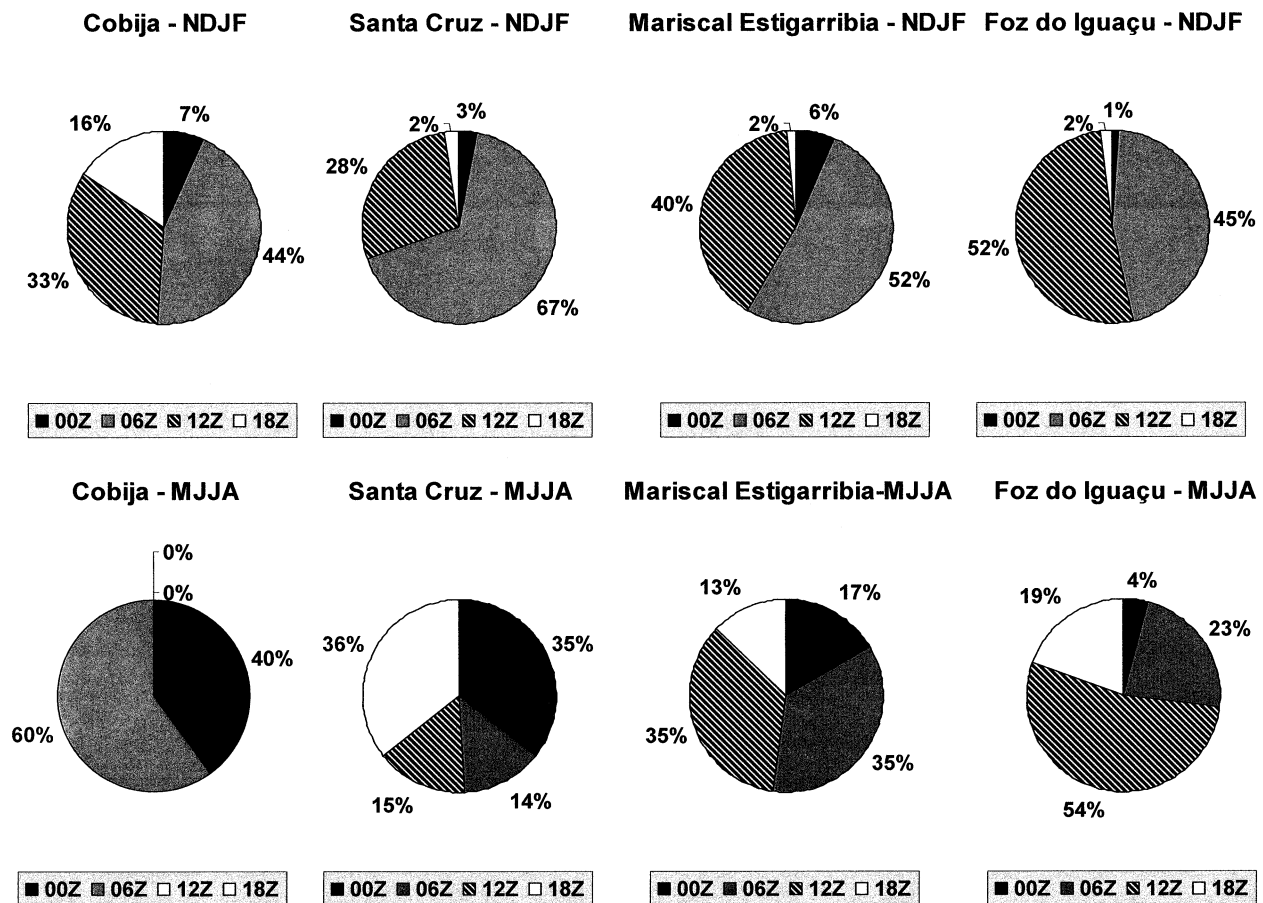 Cobija - NDJF
Santa Cruz - NDJF
Mariscal Estigarribia - NDJF
Foz do Iguaçu - NDJF
16%
7%
33%
44%
2%
3%
28%
67%
2%
6%
40%
52%
2%
1%
52%
45%
00Z 06Z 12Z 18Z
00Z 06Z 12Z 18Z
00Z 06Z 12Z 18Z
00Z 06Z 12Z 18Z
Cobija - MJJA
Santa Cruz - MJJA
Mariscal Estigarribia-MJJA
Foz do Iguaçu - MJJA
0%
0%
40%
60%
36%
35%
15%
14%
13%
17%
35%
35%
19%
4%
23%
54%
00Z 06Z 12Z 18Z
00Z 06Z 12Z 18Z
00Z 06Z 12Z 18Z
00Z 06Z 12Z 18Z